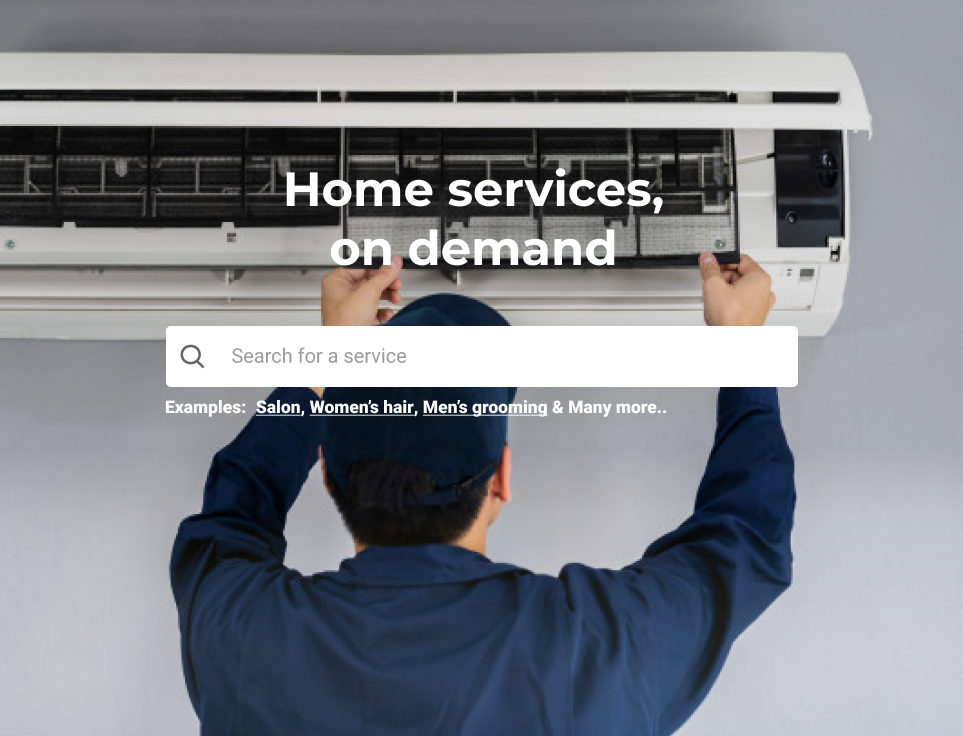 Home services,
on demand
Search for a service
Examples: Salon, Women's hair, Men's grooming & Many more..